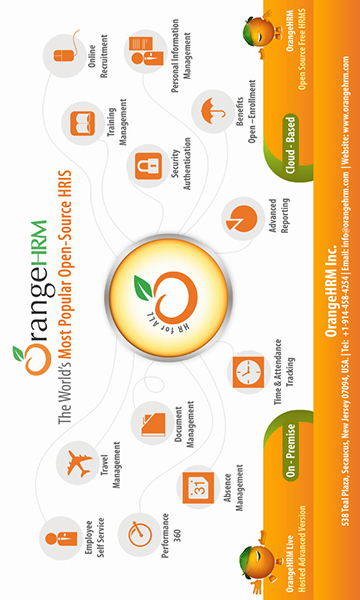 OrangeHRM
The World's Most Popular Open-Source HRIS
Employee
Self Service
Travel
Management
Training
Management
Online
Recruitment
Performance
360
Document
Management
HR for ALL
Security
Authentication
Personal Information
Management
Absence
Management
31
Time & Attendance
Tracking
Advanced
Reporting
Benefits
Open – Enrollment
On - Premise
Cloud - Based
OrangeHRM Live
Hosted Advanced Version
OrangeHRM
Open Source Free HRMS
OrangeHRM Inc.
538 Teal Plaza, Secaucus, New Jersey 07094, USA. | Tel: +1-914-458-4254 | Email: info@orangehrm.com | Website: www.orangehrm.com